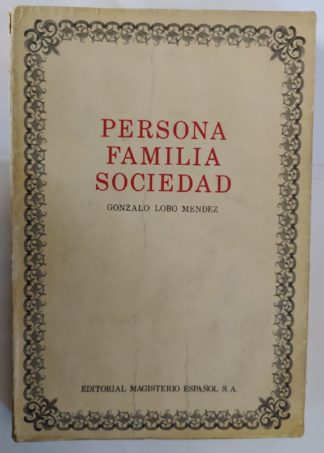 PERSONA
FAMILIA
SOCIEDAD
GONZALO LOBO MENDEZ
EDITORIAL MAGISTERIO ESPAÑOL S. A.